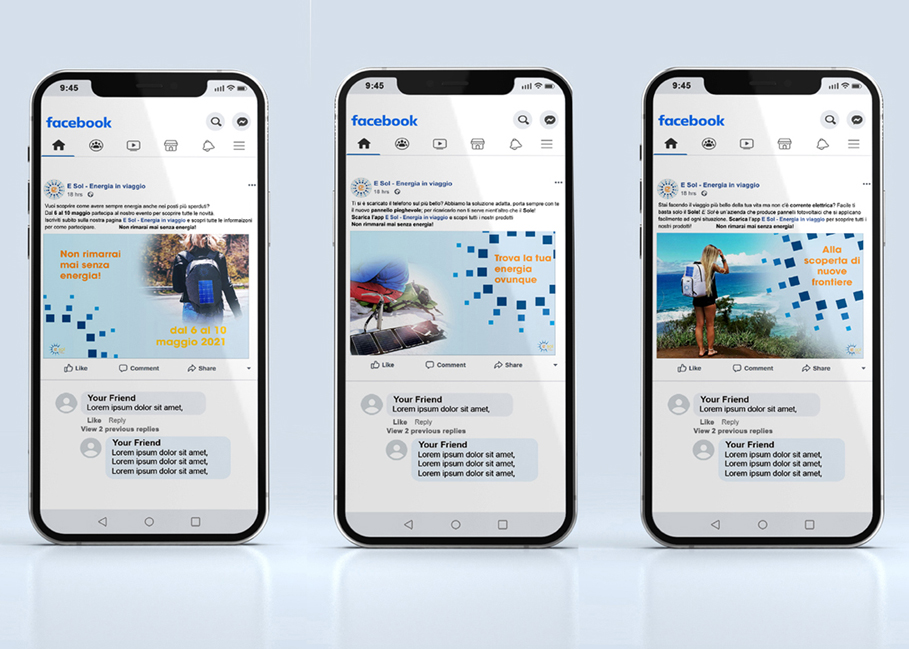 9:45
facebook
E Sol - Energia in viaggio
18 hrs
Vuoi scoprire come avere sempre energia anche nei posti più sperduti?
Dal 6 al 10 maggio partecipa al nostro evento per scoprire tutte le novità.
Iscriviti subito sulla nostra pagina E Sol - Energia in viaggio e scopri tutte le informazioni
per come partecipare. Non rimarrai mai senza energia!
Non rimarrai
mai senza
energia!
dal 6 al 10
maggio 2021
Like Comment Share
Your Friend
Lorem ipsum dolor sit amet,
Like Reply
View 2 previous replies
Your Friend
Lorem ipsum dolor sit amet,
Lorem ipsum dolor sit amet,
Lorem ipsum dolor sit amet,
9:45
facebook
E Sol - Energia in viaggio
18 hrs
Ti si è scaricato il telefono sul più bello? Abbiamo la soluzione adatta, porta sempre con te
il nuovo pannello pieghevole; per ricaricarlo non ti serve nient'altro che il Sole!
Scarica l'app E Sol - Energia in viaggio e scopri tutti i nostri prodotti
Non rimmarai mai senza energia!
Trova la tua
energia
ovunque
Like Comment Share
Your Friend
Lorem ipsum dolor sit amet,
Like Reply
View 2 previous replies
Your Friend
Lorem ipsum dolor sit amet,
Lorem ipsum dolor sit amet,
Lorem ipsum dolor sit amet,
9:45
facebook
E Sol - Energia in viaggio
18 hrs
Stai facendo il viaggio più bello della tua vita ma non c'è corrente elettrica? Facile ti
basta solo il Sole! E Sol è un'azienda che produce pannelli fotovoltaici che si applicano
facilmente ad ogni situazione. Scarica l'app E Sol - Energia in viaggio per scoprire tutti i
nostri prodotti! Non rimarrai mai senza energia!
Alla
scoperta di
nuove
frontiere
Like Comment Share
Your Friend
Lorem ipsum dolor sit amet,
Like Reply
View 2 previous replies
Your Friend
Lorem ipsum dolor sit amet,
Lorem ipsum dolor sit amet,
Lorem ipsum dolor sit amet,